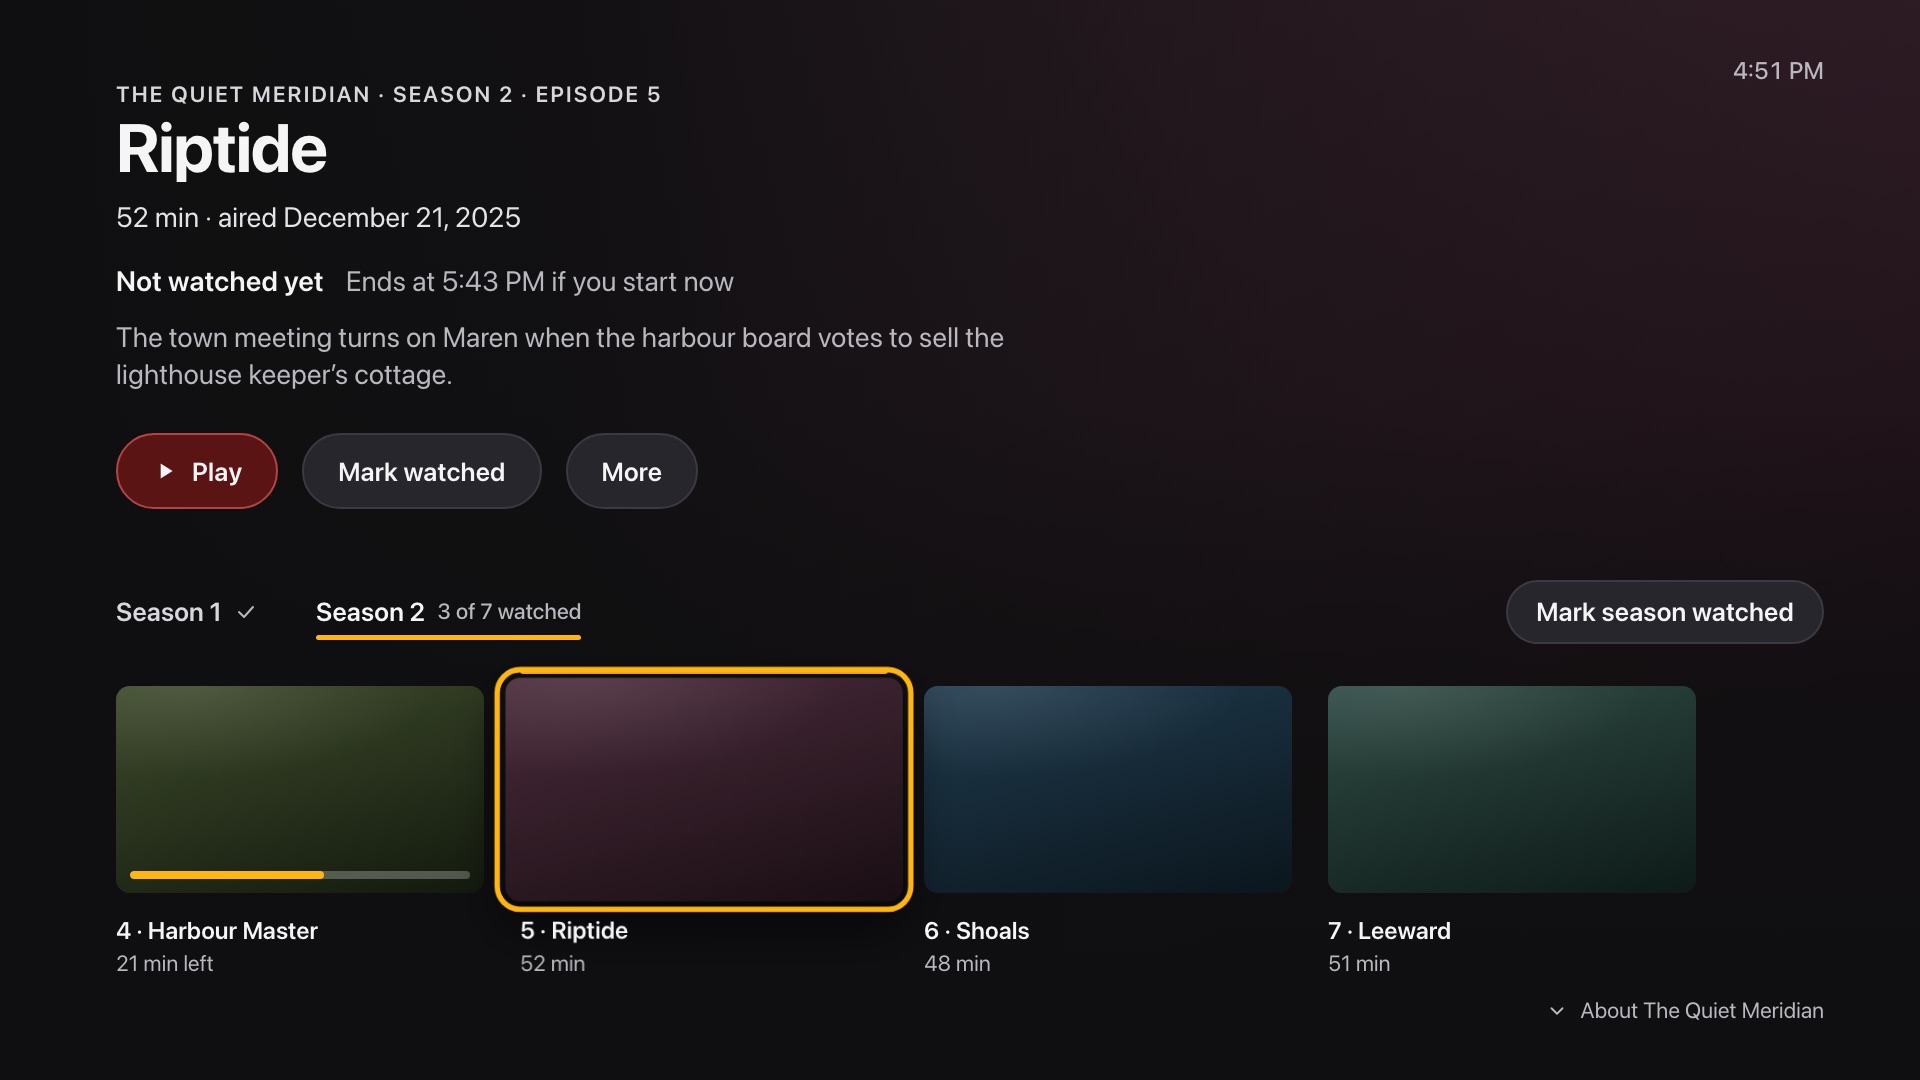 4:51 PM
THE QUIET MERIDIAN · SEASON 2 · EPISODE 5
Riptide
52 min · aired December 21, 2025
Not watched yet Ends at 5:43 PM if you start now
The town meeting turns on Maren when the harbour board votes to sell the
lighthouse keeper’s cottage.
Play
Mark watched
More
Season 1
Season 2 3 of 7 watched
Mark season watched
4 · Harbour Master
21 min left
5 · Riptide
52 min
6 · Shoals
48 min
7 · Leeward
51 min
About The Quiet Meridian